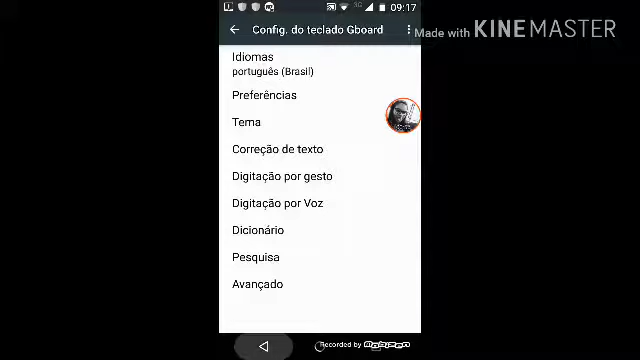 3G 09:17
Config. do teclado Gboard
Made with KINEMASTER
Idiomas
português (Brasil)
Preferências
Tema
Correção de texto
Digitação por gesto
Digitação por Voz
Dicionário
Pesquisa
Avançado
Recorded by